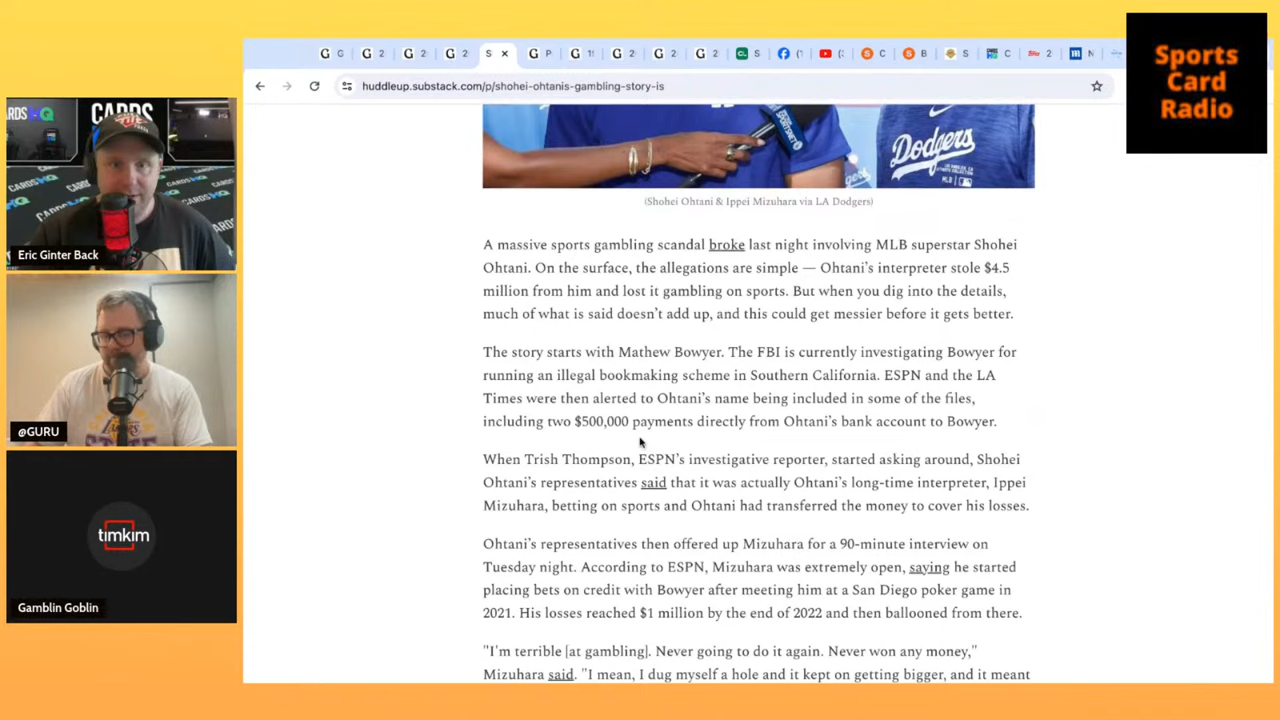 G G G 2 G 2 G 2 S × G P G 1! G 2 G 2 G 2 CL S (1 (: S C S B S C 2 N
huddleup.substack.com/p/shohei-ohtanis-gambling-story-is
Sports
Card
Radio
CARDS
CARDS HQ
Eric Ginter Back
@GURU
timkim
Gamblin Goblin
Dodgers
(Shohei Ohtani & Ippei Mizuhara via LA Dodgers)
A massive sports gambling scandal broke last night involving MLB superstar Shohei
Ohtani. On the surface, the allegations are simple — Ohtani’s interpreter stole $4.5
million from him and lost it gambling on sports. But when you dig into the details,
much of what is said doesn’t add up, and this could get messier before it gets better.
The story starts with Mathew Bowyer. The FBI is currently investigating Bowyer for
running an illegal bookmaking scheme in Southern California. ESPN and the LA
Times were then alerted to Ohtani’s name being included in some of the files,
including two $500,000 payments directly from Ohtani’s bank account to Bowyer.
When Trish Thompson, ESPN’s investigative reporter, started asking around, Shohei
Ohtani’s representatives said that it was actually Ohtani’s long-time interpreter, Ippei
Mizuhara, betting on sports and Ohtani had transferred the money to cover his losses.
Ohtani’s representatives then offered up Mizuhara for a 90-minute interview on
Tuesday night. According to ESPN, Mizuhara was extremely open, saying he started
placing bets on credit with Bowyer after meeting him at a San Diego poker game in
2021. His losses reached $1 million by the end of 2022 and then ballooned from there.
"I'm terrible [at gambling]. Never going to do it again. Never won any money,"
Mizuhara said. "I mean, I dug myself a hole and it kept on getting bigger, and it meant